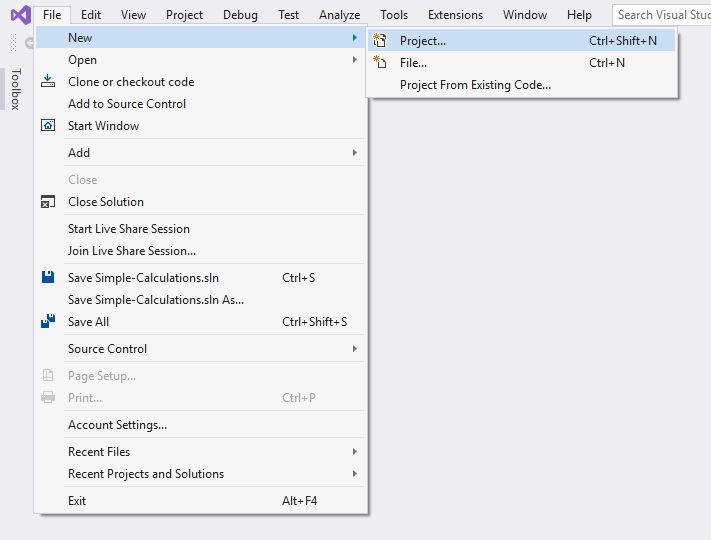 File Edit View Project Debug Test Analyze Tools Extensions Window Help Search Visual Stud
Toolbox
New
Open
Clone or checkout code
Add to Source Control
Start Window
Add
Close
Close Solution
Start Live Share Session
Join Live Share Session...
Save Simple-Calculations.sln Ctrl+S
Save Simple-Calculations.sln As...
Save All Ctrl+Shift+S
Source Control
Page Setup...
Print... Ctrl+P
Account Settings...
Recent Files
Recent Projects and Solutions
Exit Alt+F4
Project... Ctrl+Shift+N
File... Ctrl+N
Project From Existing Code...